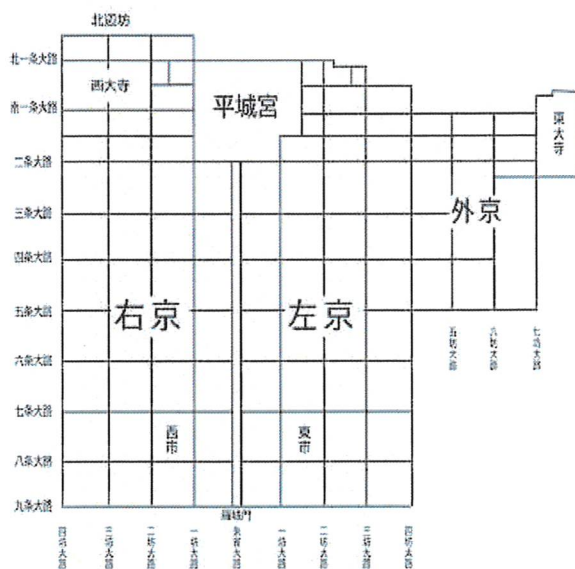 北辺坊
北一条大路
西大寺
平城宮
南一条大路
東大寺
二条大路
三条大路
外京
四条大路
右京
左京
五条大路
五坊大路
六坊大路
七坊大路
六条大路
七条大路
西市
東市
八条大路
九条大路
羅城門
四坊大路
三坊大路
二坊大路
一坊大路
朱雀大路
一坊大路
二坊大路
三坊大路
四坊大路